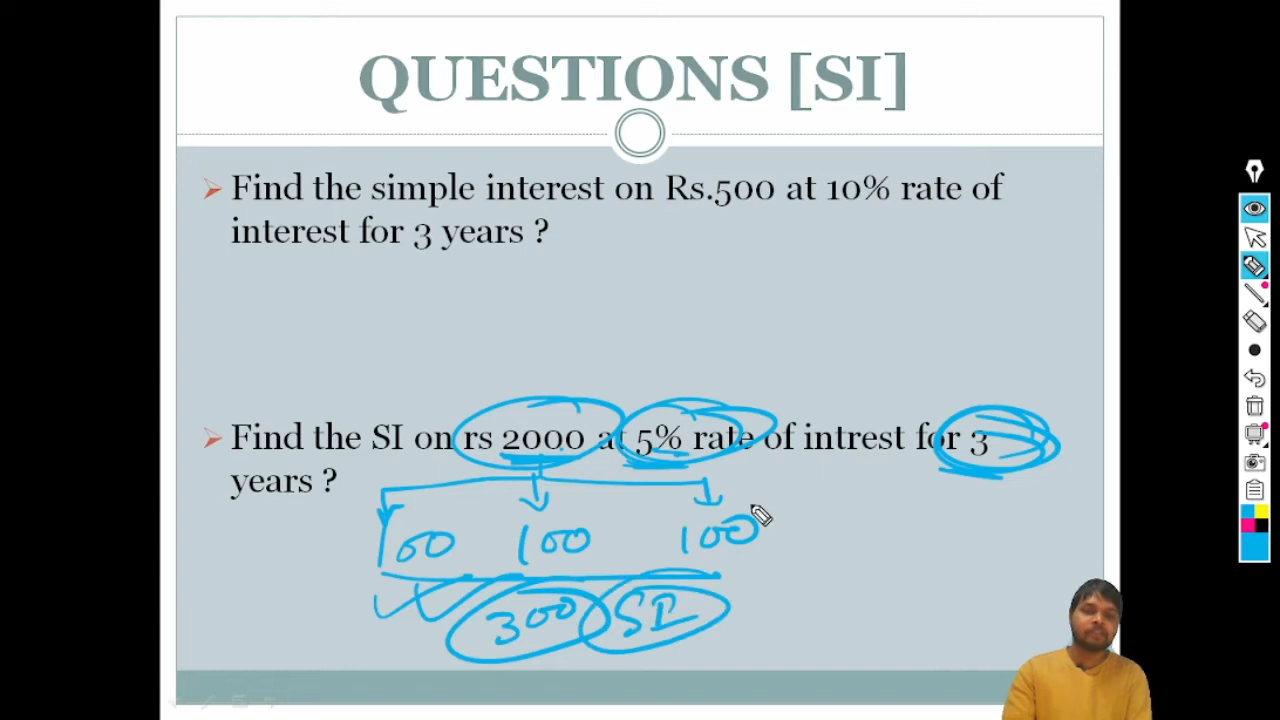 QUESTIONS [SI]
Find the simple interest on Rs.500 at 10% rate of
interest for 3 years ?
Find the SI on rs 2000 at 5% rate of intrest for 3
years ?
100 100 100
300 SI